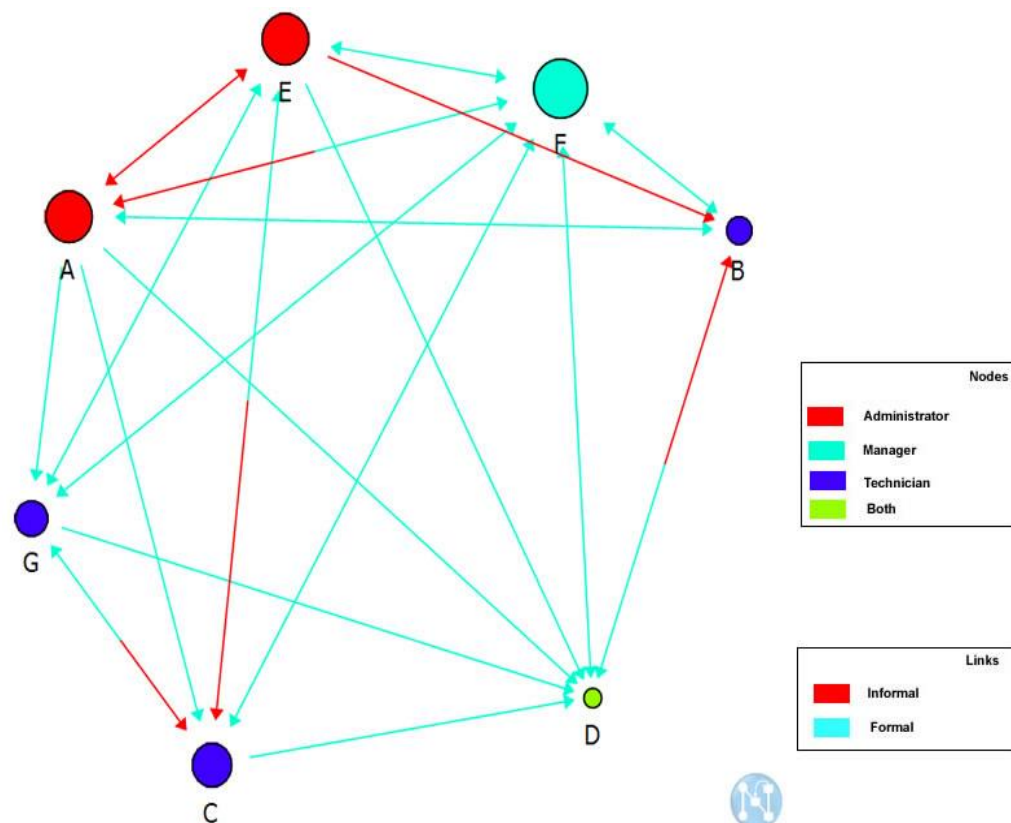 E
F
A
B
G
D
C
Nodes
Administrator
Manager
Technician
Both
Links
Informal
Formal